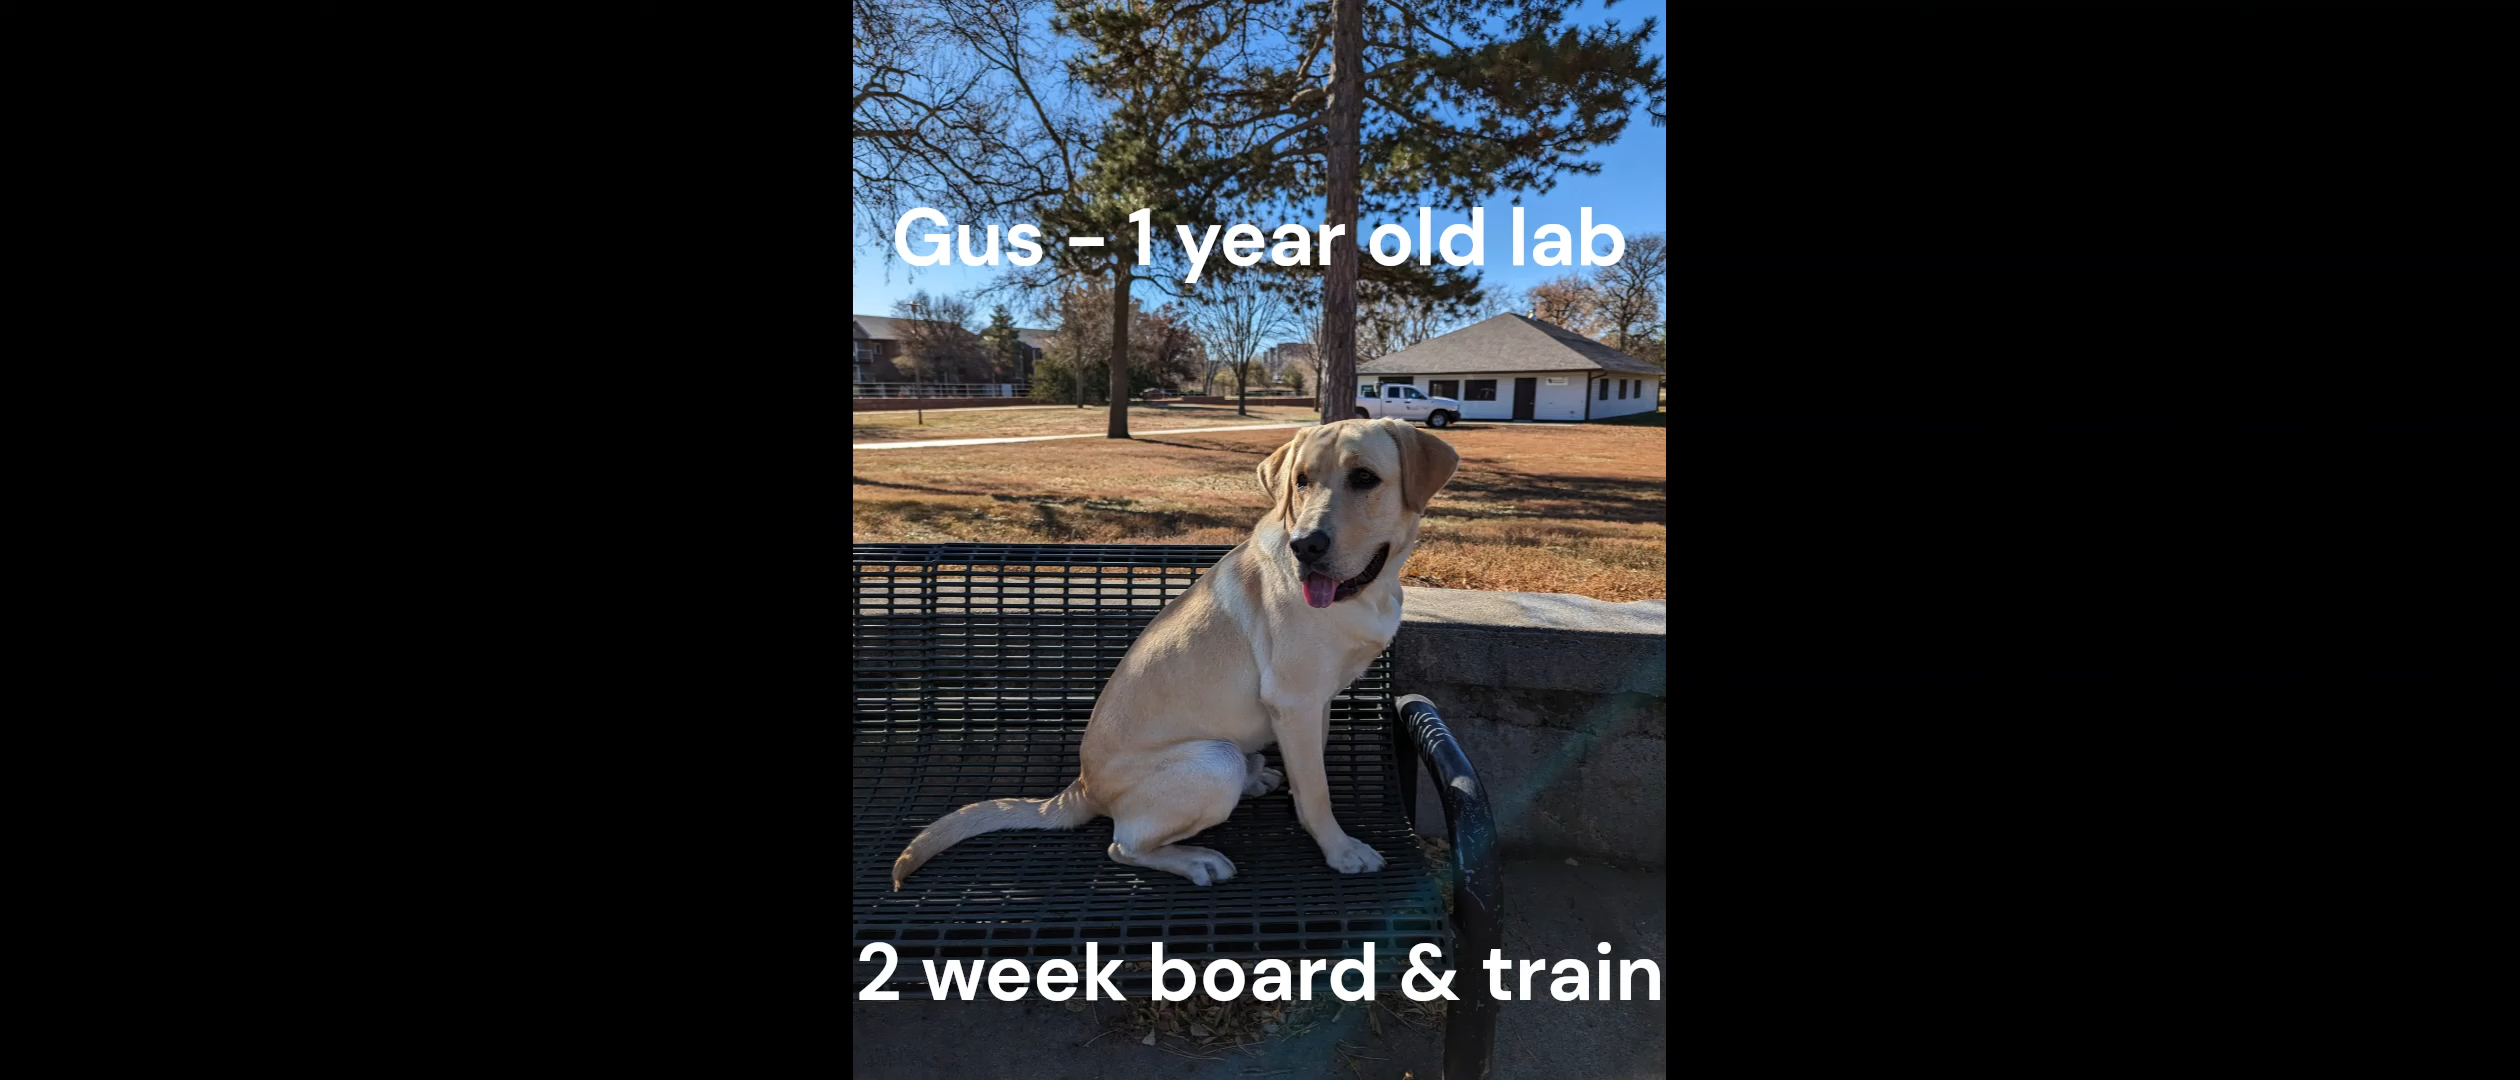 Gus – 1 year old lab
2 week board & train